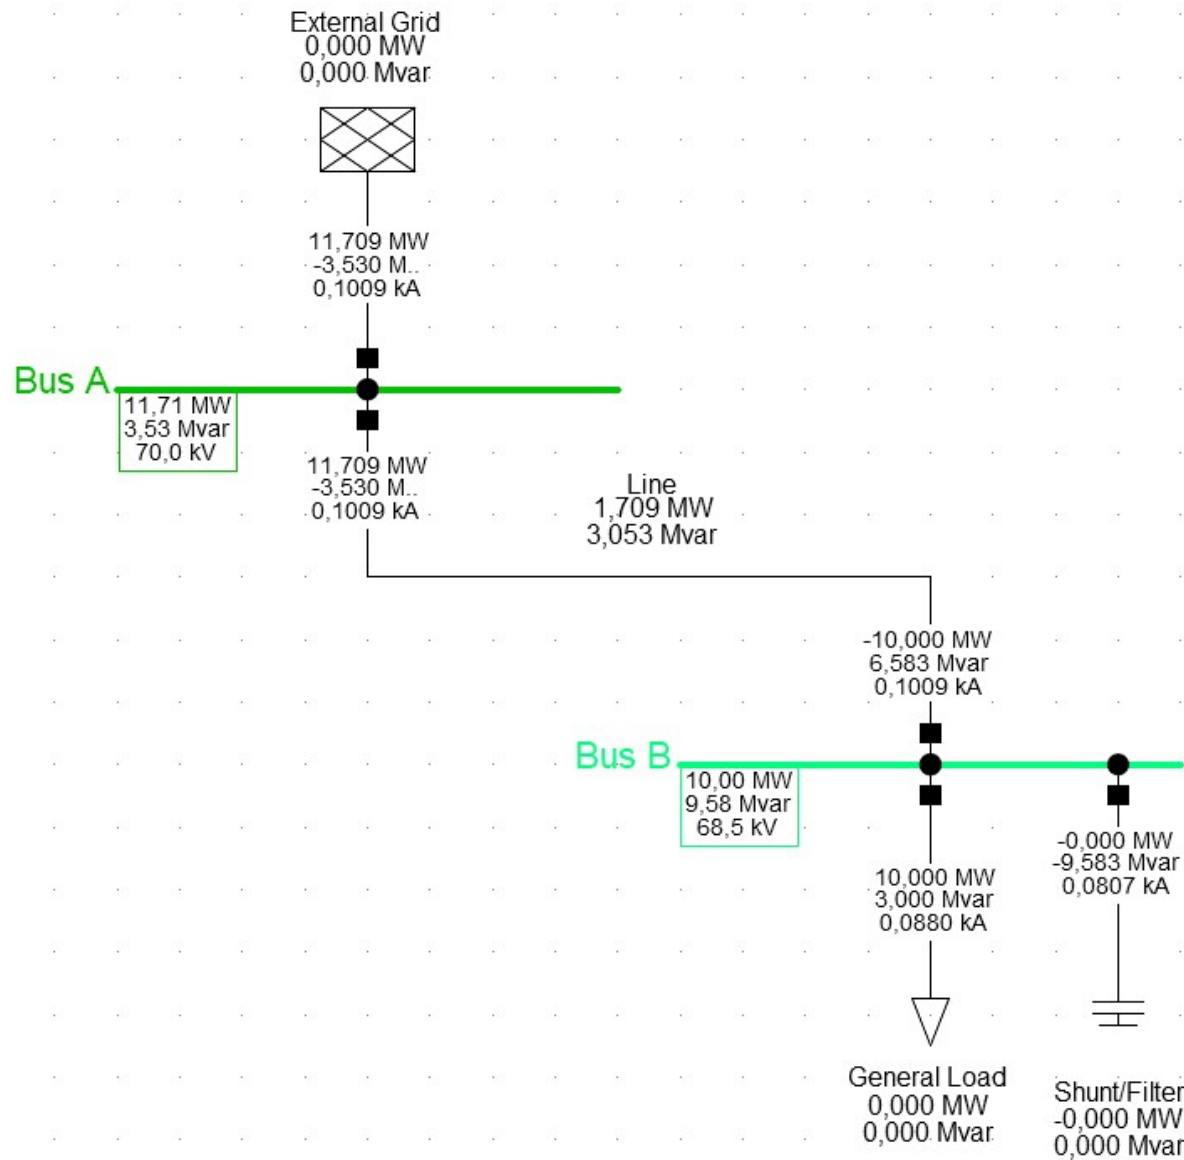 External Grid
0,000 MW
0,000 Mvar
11,709 MW
-3,530 M..
0,1009 kA
Bus A
11,71 MW
3,53 Mvar
70,0 kV
11,709 MW
-3,530 M..
0,1009 kA
Line
1,709 MW
3,053 Mvar
-10,000 MW
6,583 Mvar
0,1009 kA
Bus B
10,00 MW
9,58 Mvar
68,5 kV
10,000 MW
3,000 Mvar
0,0880 kA
-0,000 MW
-9,583 Mvar
0,0807 kA
General Load
0,000 MW
0,000 Mvar
Shunt/Filter
-0,000 MW
0,000 Mvar